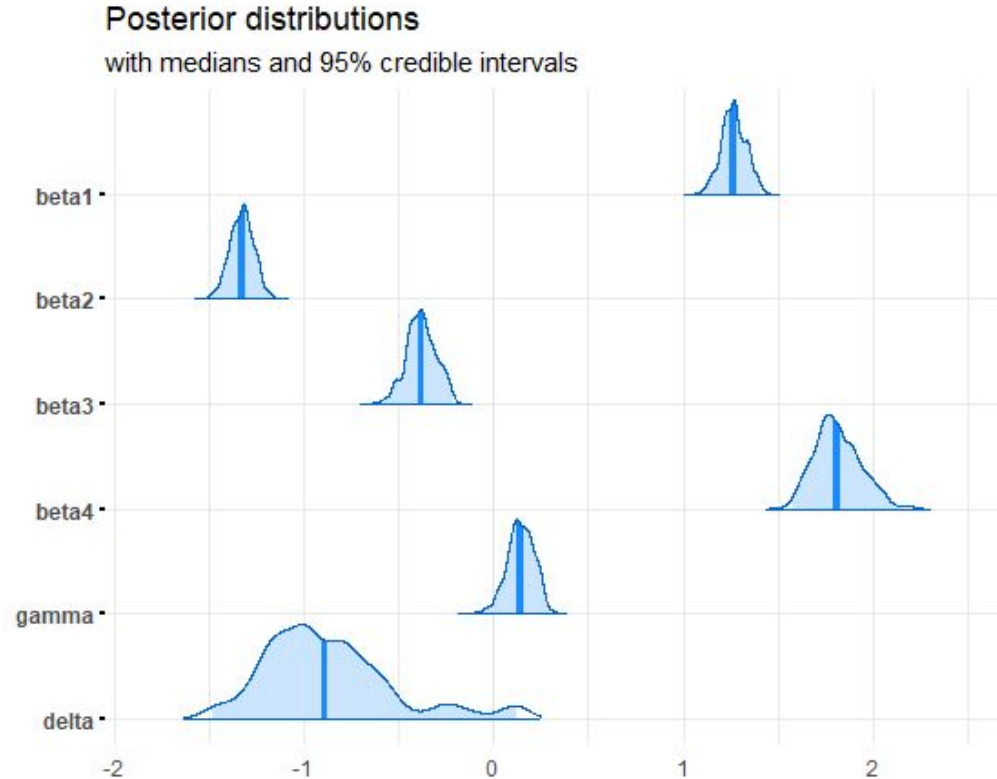 Posterior distributions
with medians and 95% credible intervals
beta1
beta2
beta3
beta4
gamma
delta
-2 -1 0 1 2